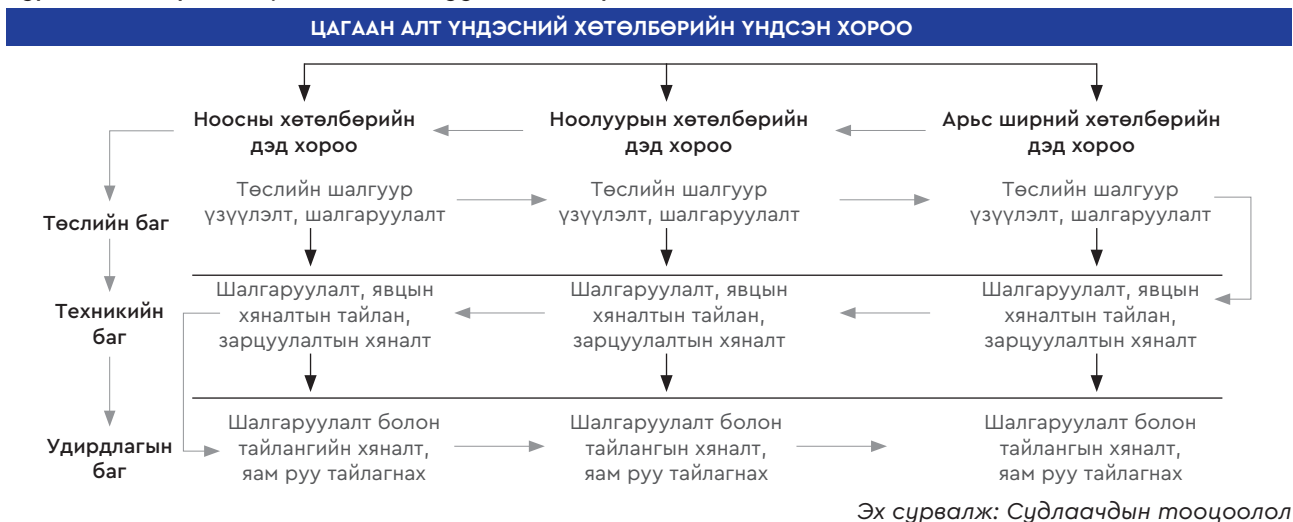 ЦАГААН АЛТ ҮНДЭСНИЙ ХӨТӨЛБӨРИЙН ҮНДСЭН ХОРОО
Ноосны хөтөлбөрийн
дэд хороо
Ноолуурын хөтөлбөрийн
дэд хороо
Арьс ширний хөтөлбөрийн
дэд хороо
Төслийн баг
Төслийн шалгуур
үзүүлэлт, шалгаруулалт
Төслийн шалгуур
үзүүлэлт, шалгаруулалт
Төслийн шалгуур
үзүүлэлт, шалгаруулалт
Техникийн
баг
Шалгаруулалт, явцын
хяналтын тайлан,
зарцуулалтын хяналт
Шалгаруулалт, явцын
хяналтын тайлан,
зарцуулалтын хяналт
Шалгаруулалт, явцын
хяналтын тайлан,
зарцуулалтын хяналт
Удирдлагын
баг
Шалгаруулалт болон
тайлангийн хяналт,
яам руу тайлагнах
Шалгаруулалт болон
тайлангын хяналт,
яам руу тайлагнах
Шалгаруулалт болон
тайлангын хяналт,
яам руу тайлагнах
Эх сурвалж: Судлаачдын тооцоолол